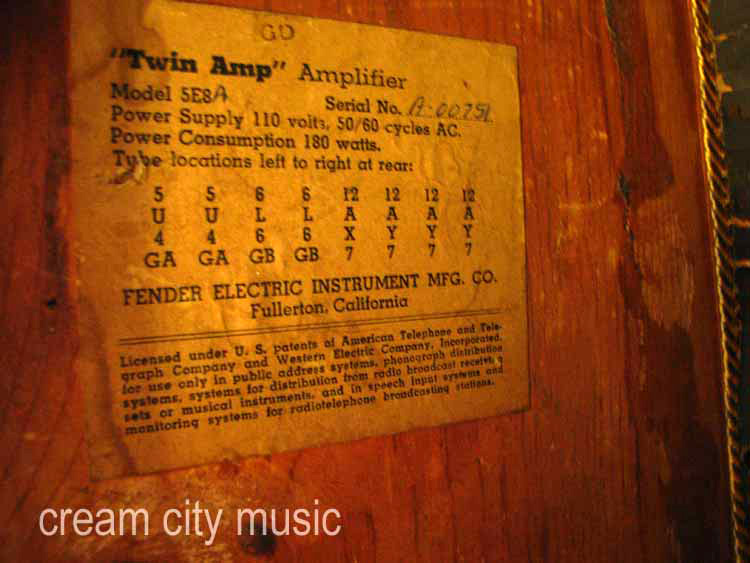 GD
"Twin Amp" Amplifier
Model 5E8A Serial No. A-00751
Power Supply 110 volts, 50/60 cycles AC.
Power Consumption 180 watts.
Tube locations left to right at rear:
5 5 6 6 12 12 12 12
U U L L A A A A
4 4 6 6 X Y Y Y
GA GA GB GB 7 7 7 7
FENDER ELECTRIC INSTRUMENT MFG. CO.
Fullerton, California
Licensed under U. S. patents of American Telephone and Tele-
graph Company and Western Electric Company, Incorporated,
for use only in public address systems, phonograph distribution
systems, systems for distribution from radio broadcast receiving
sets or musical instruments, and in speech input systems and
monitoring systems for radiotelephone broadcasting stations.
cream city music